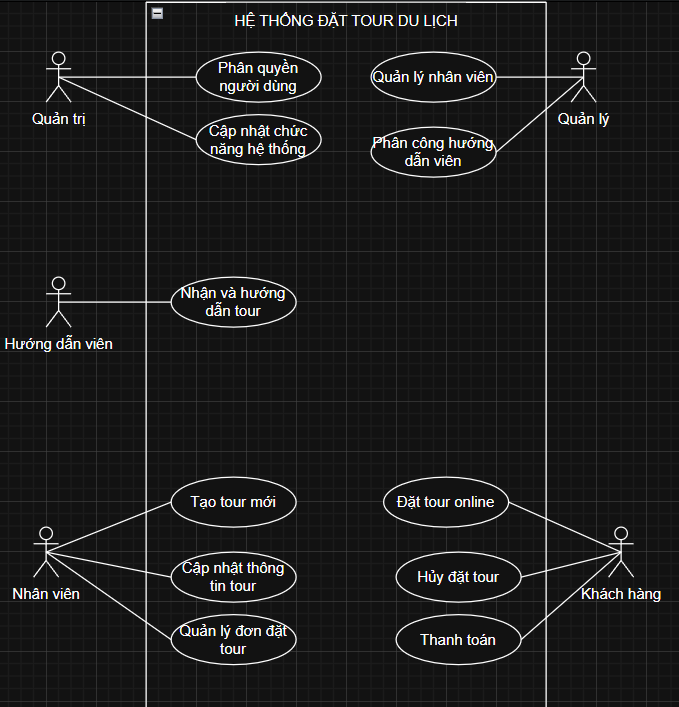 HỆ THỐNG ĐẶT TOUR DU LỊCH
Phân quyền
người dùng
Quản lý nhân viên
Quản trị
Quản lý
Cập nhật chức
năng hệ thống
Phân công hướng
dẫn viên
Nhận và hướng
dẫn tour
Hướng dẫn viên
Tạo tour mới
Đặt tour online
Cập nhật thông
tin tour
Hủy đặt tour
Nhân viên
Khách hàng
Quản lý đơn đặt
tour
Thanh toán